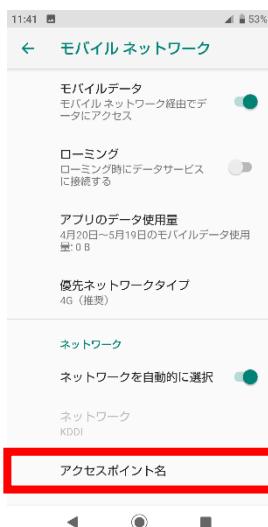 11:41 53%
モバイル ネットワーク
モバイルデータ
モバイル ネットワーク経由でデ
ータにアクセス
ローミング
ローミング時にデータサービス
に接続する
アプリのデータ使用量
4月20日～5月19日のモバイルデータ使用
量: 0 B
優先ネットワークタイプ
4G（推奨）
ネットワーク
ネットワークを自動的に選択
ネットワーク
KDDI
アクセスポイント名